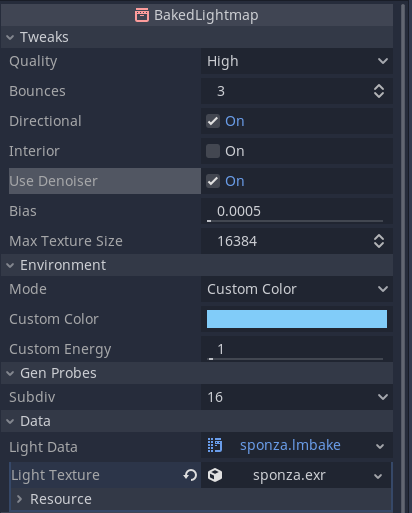 BakedLightmap
Tweaks
Quality High
Bounces 3
Directional On
Interior On
Use Denoiser On
Bias 0.0005
Max Texture Size 16384
Environment
Mode Custom Color
Custom Color
Custom Energy 1
Gen Probes
Subdiv 16
Data
Light Data sponza.lmbake
Light Texture sponza.exr
Resource